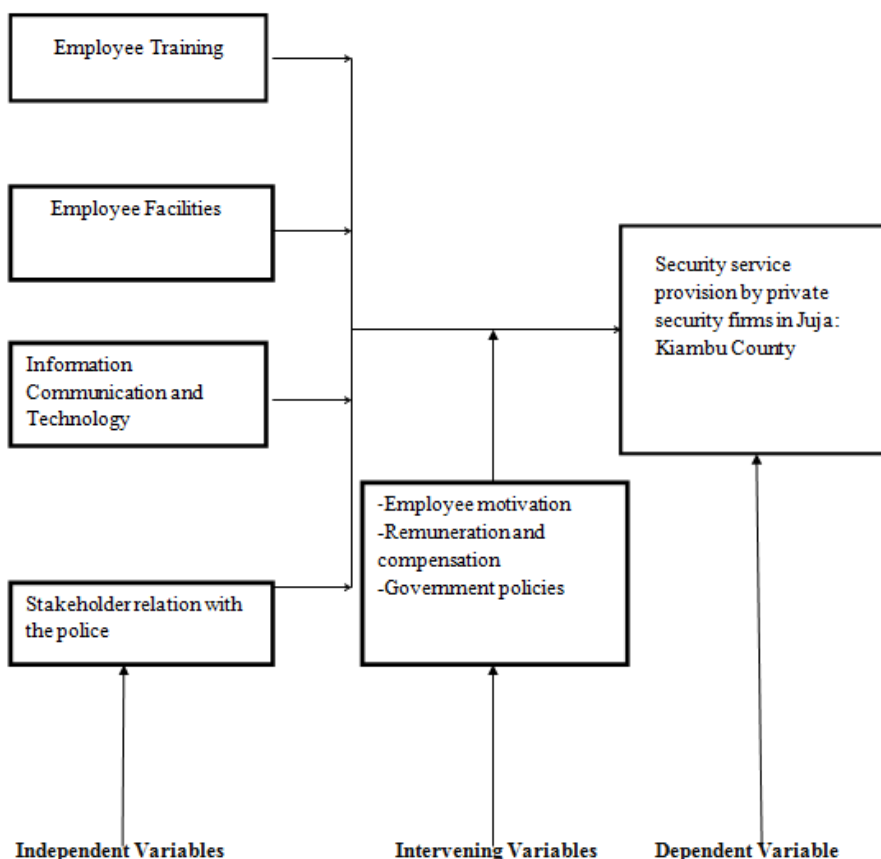 Employee Training
Employee Facilities
Information
Communication and
Technology
Stakeholder relation with
the police
-Employee motivation
-Remuneration and
compensation
-Government policies
Security service
provision by private
security firms in Juja:
Kiambu County
Independent Variables
Intervening Variables
Dependent Variable